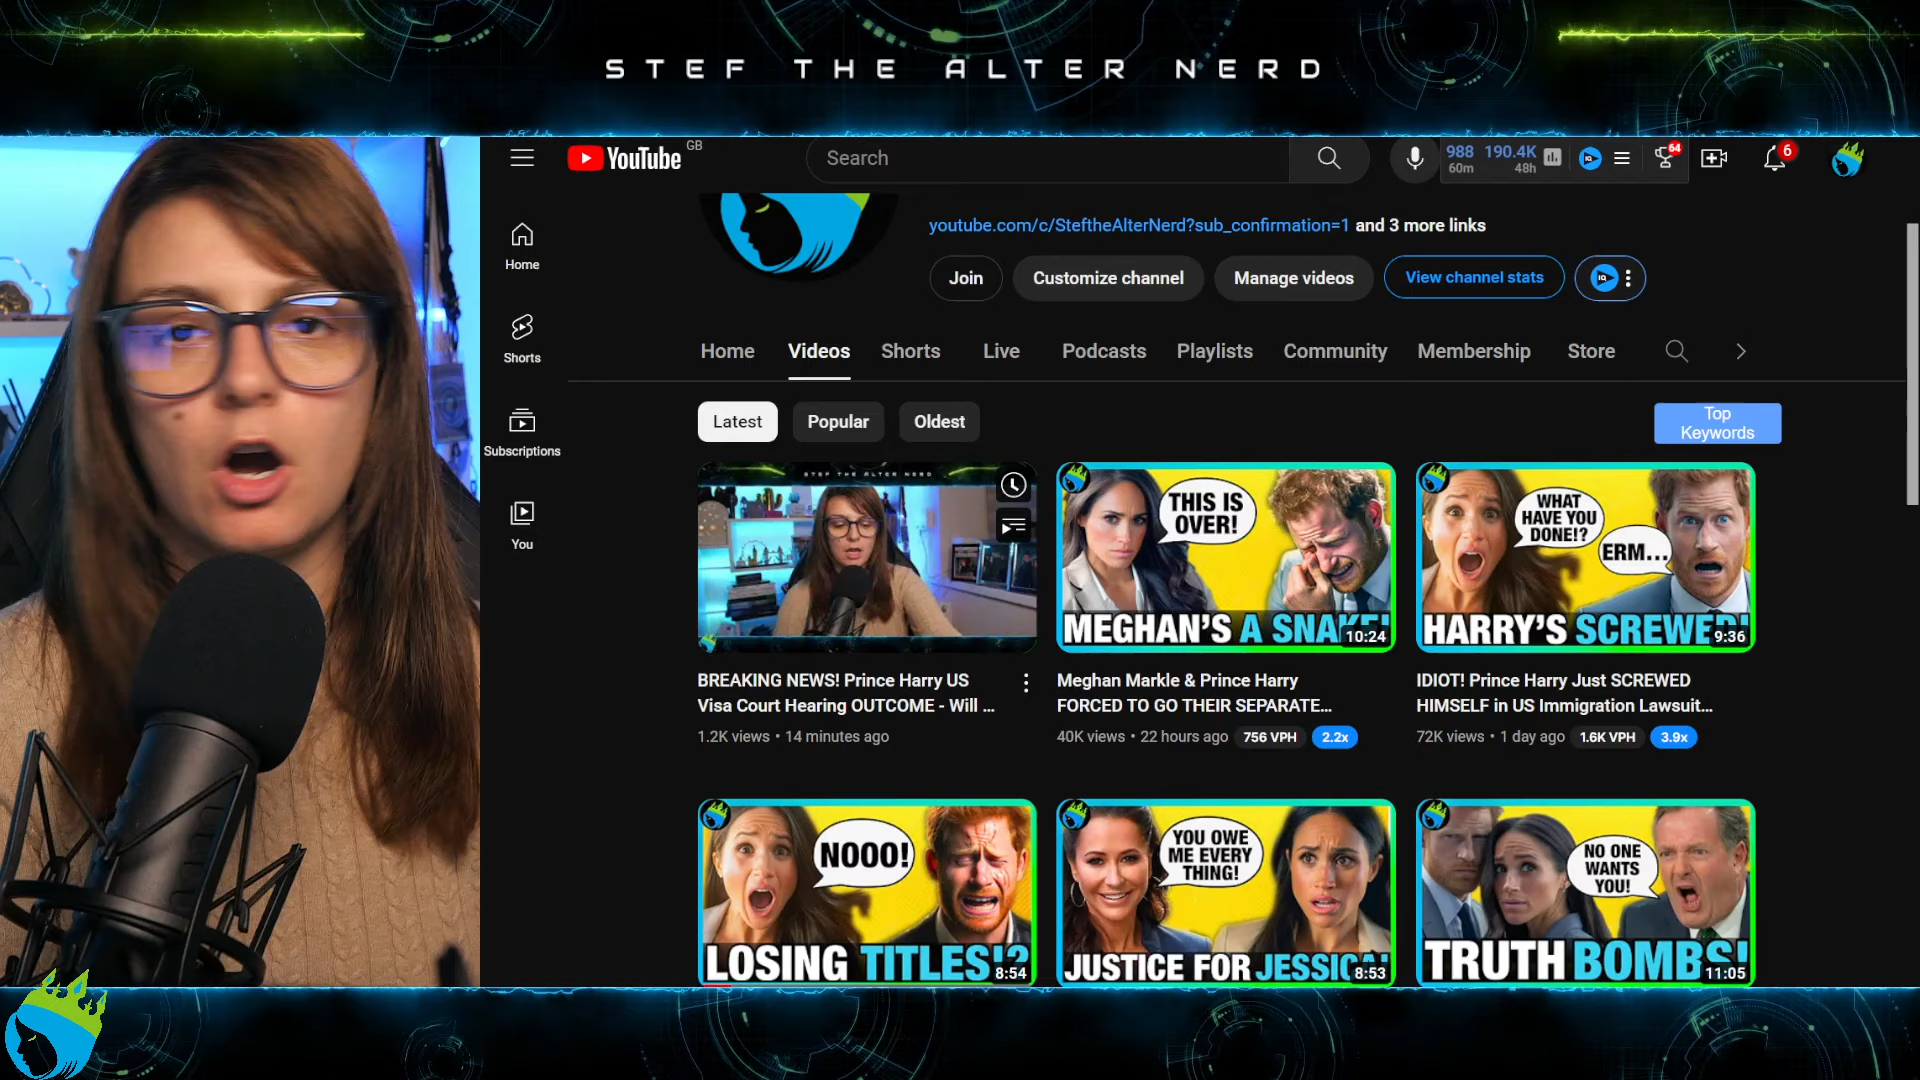 STEF THE ALTER NERD
YouTube GB
Search
988 190.4K
60m 48h
64
6
Home
Shorts
Subscriptions
You
youtube.com/c/SteftheAlterNerd?sub_confirmation=1 and 3 more links
Join
Customize channel
Manage videos
View channel stats
IQ
Home
Videos
Shorts
Live
Podcasts
Playlists
Community
Membership
Store
Latest
Popular
Oldest
Top
Keywords
STEF THE ALTER NERD
BREAKING NEWS! Prince Harry US
Visa Court Hearing OUTCOME - Will ...
1.2K views • 14 minutes ago
THIS IS
OVER!
MEGHAN'S A SNAKE!
10:24
Meghan Markle & Prince Harry
FORCED TO GO THEIR SEPARATE...
40K views • 22 hours ago 756 VPH 2.2x
WHAT
HAVE YOU
DONE!?
ERM...
HARRY'S SCREWED!
9:36
IDIOT! Prince Harry Just SCREWED
HIMSELF in US Immigration Lawsuit...
72K views • 1 day ago 1.6K VPH 3.9x
NOOO!
LOSING TITLES!?
8:54
YOU OWE
ME EVERY
THING!
JUSTICE FOR JESSICA!
8:53
NO ONE
WANTS
YOU!
TRUTH BOMBS!
11:05